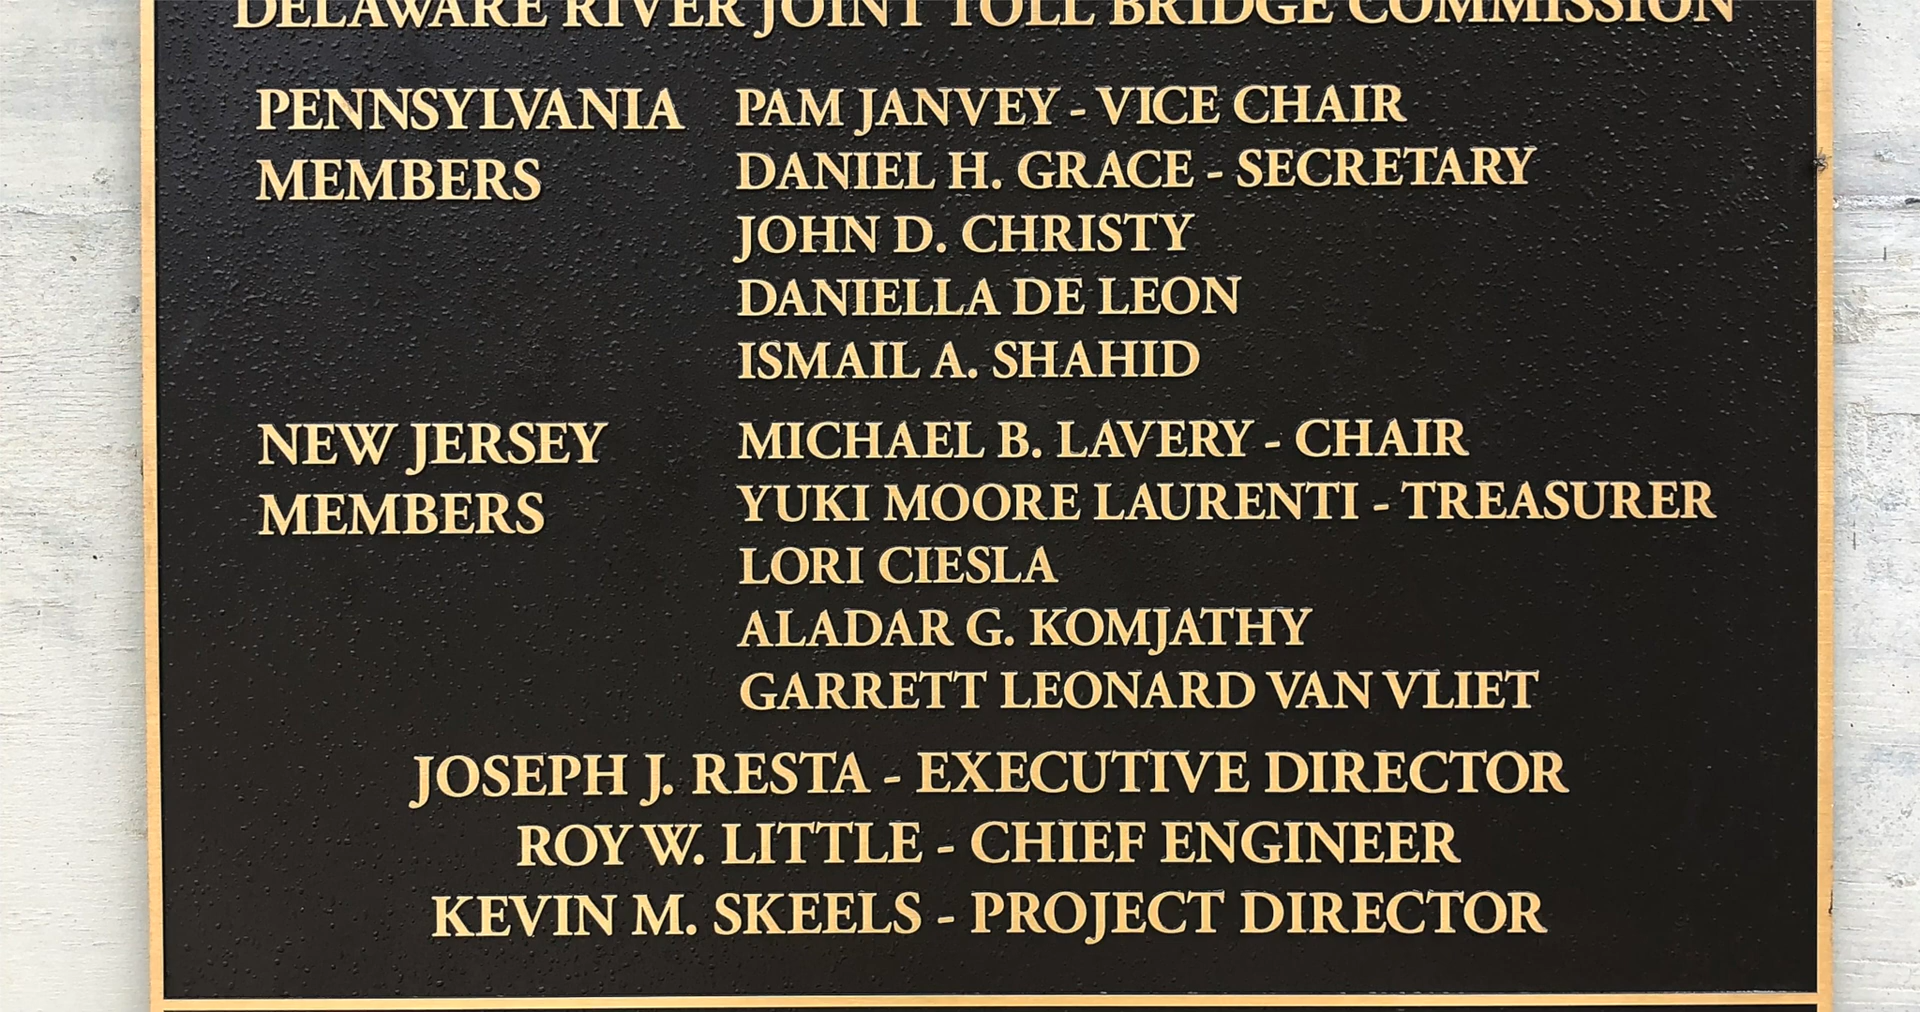 DELAWARE RIVER JOINT TOLL BRIDGE COMMISSION
PENNSYLVANIA MEMBERS
PAM JANVEY - VICE CHAIR
DANIEL H. GRACE - SECRETARY
JOHN D. CHRISTY
DANIELLA DE LEON
ISMAIL A. SHAHID
NEW JERSEY MEMBERS
MICHAEL B. LAVERY - CHAIR
YUKI MOORE LAURENTI - TREASURER
LORI CIESLA
ALADAR G. KOMJATHY
GARRETT LEONARD VAN VLIET
JOSEPH J. RESTA - EXECUTIVE DIRECTOR
ROY W. LITTLE - CHIEF ENGINEER
KEVIN M. SKEELS - PROJECT DIRECTOR